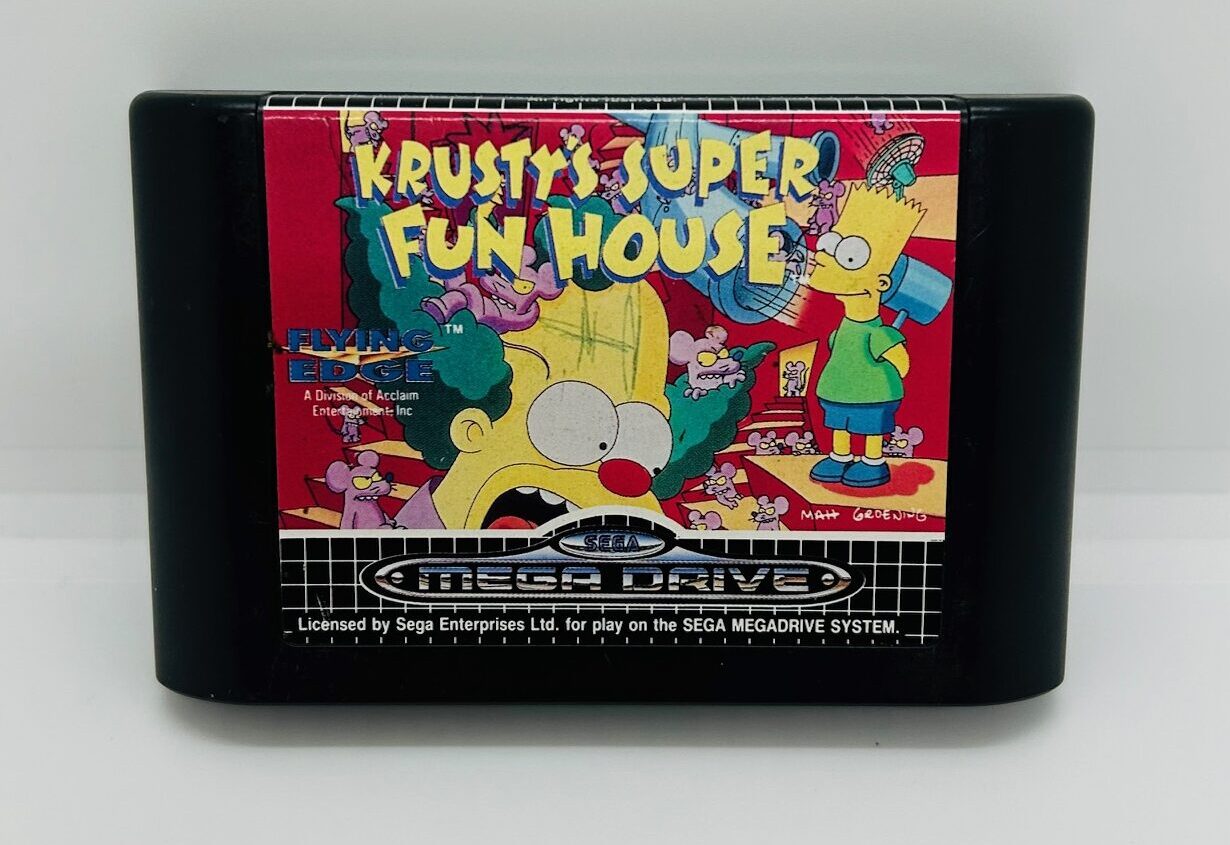 KRUSTY'S SUPER
FUN HOUSE
FLYING
EDGE
™
A Division of Acclaim
Entertainment, Inc
MATT GROENING
SEGA
MEGA DRIVE
Licensed by Sega Enterprises Ltd. for play on the SEGA MEGADRIVE SYSTEM.